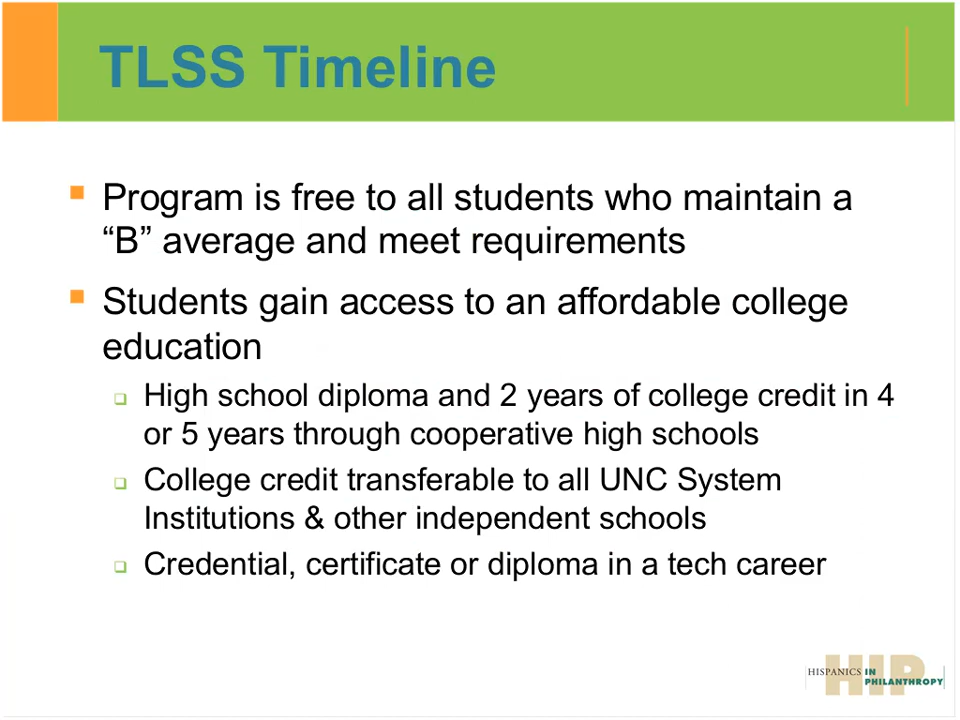 TLSS Timeline
Program is free to all students who maintain a
“B” average and meet requirements
Students gain access to an affordable college
education
High school diploma and 2 years of college credit in 4
or 5 years through cooperative high schools
College credit transferable to all UNC System
Institutions & other independent schools
Credential, certificate or diploma in a tech career
HIP
HISPANICS IN
PHILANTHROPY